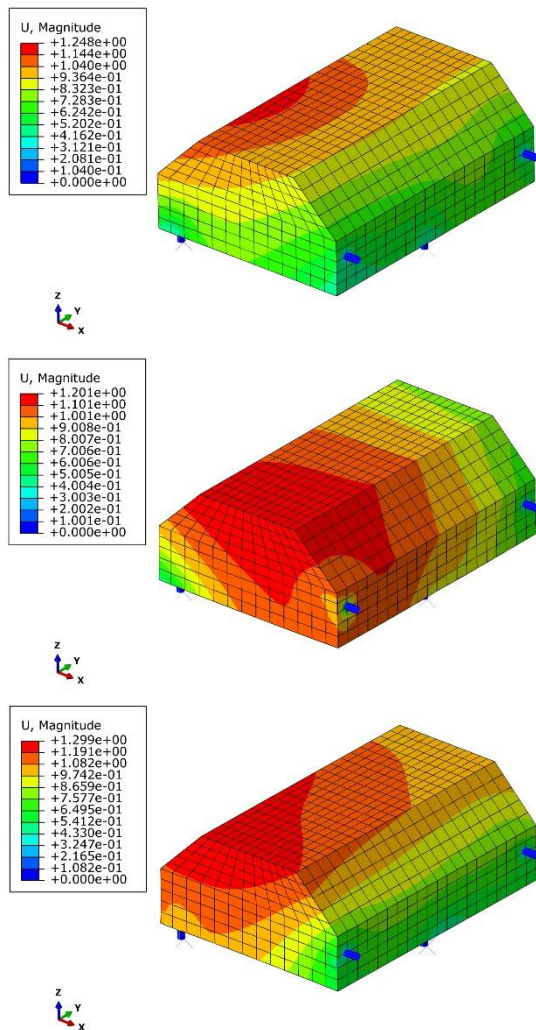 U, Magnitude
+1.248e+00
+1.144e+00
+1.040e+00
+9.364e-01
+8.323e-01
+7.283e-01
+6.242e-01
+5.202e-01
+4.162e-01
+3.121e-01
+2.081e-01
+1.040e-01
+0.000e+00
Z
Y
X
U, Magnitude
+1.201e+00
+1.101e+00
+1.001e+00
+9.008e-01
+8.007e-01
+7.006e-01
+6.006e-01
+5.005e-01
+4.004e-01
+3.003e-01
+2.002e-01
+1.001e-01
+0.000e+00
Z
Y
X
U, Magnitude
+1.299e+00
+1.191e+00
+1.082e+00
+9.742e-01
+8.659e-01
+7.577e-01
+6.495e-01
+5.412e-01
+4.330e-01
+3.247e-01
+2.165e-01
+1.082e-01
+0.000e+00
Z
Y
X